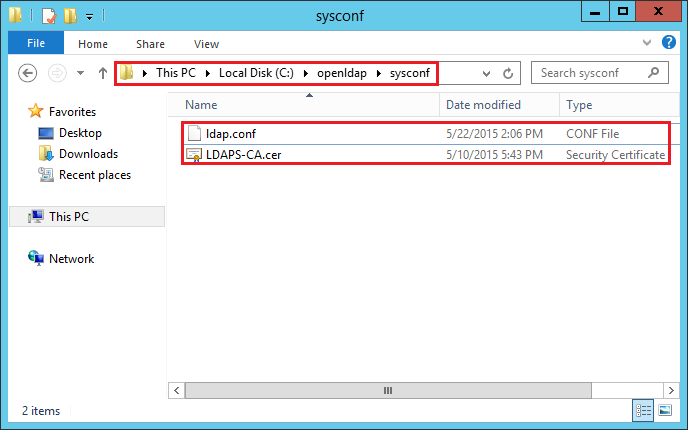 sysconf
File Home Share View
This PC Local Disk (C:) openldap sysconf Search sysconf
Name Date modified Type
Favorites
Desktop
Downloads
Recent places
This PC
Network
ldap.conf 5/22/2015 2:06 PM CONF File
LDAPS-CA.cer 5/10/2015 5:43 PM Security Certificate
2 items